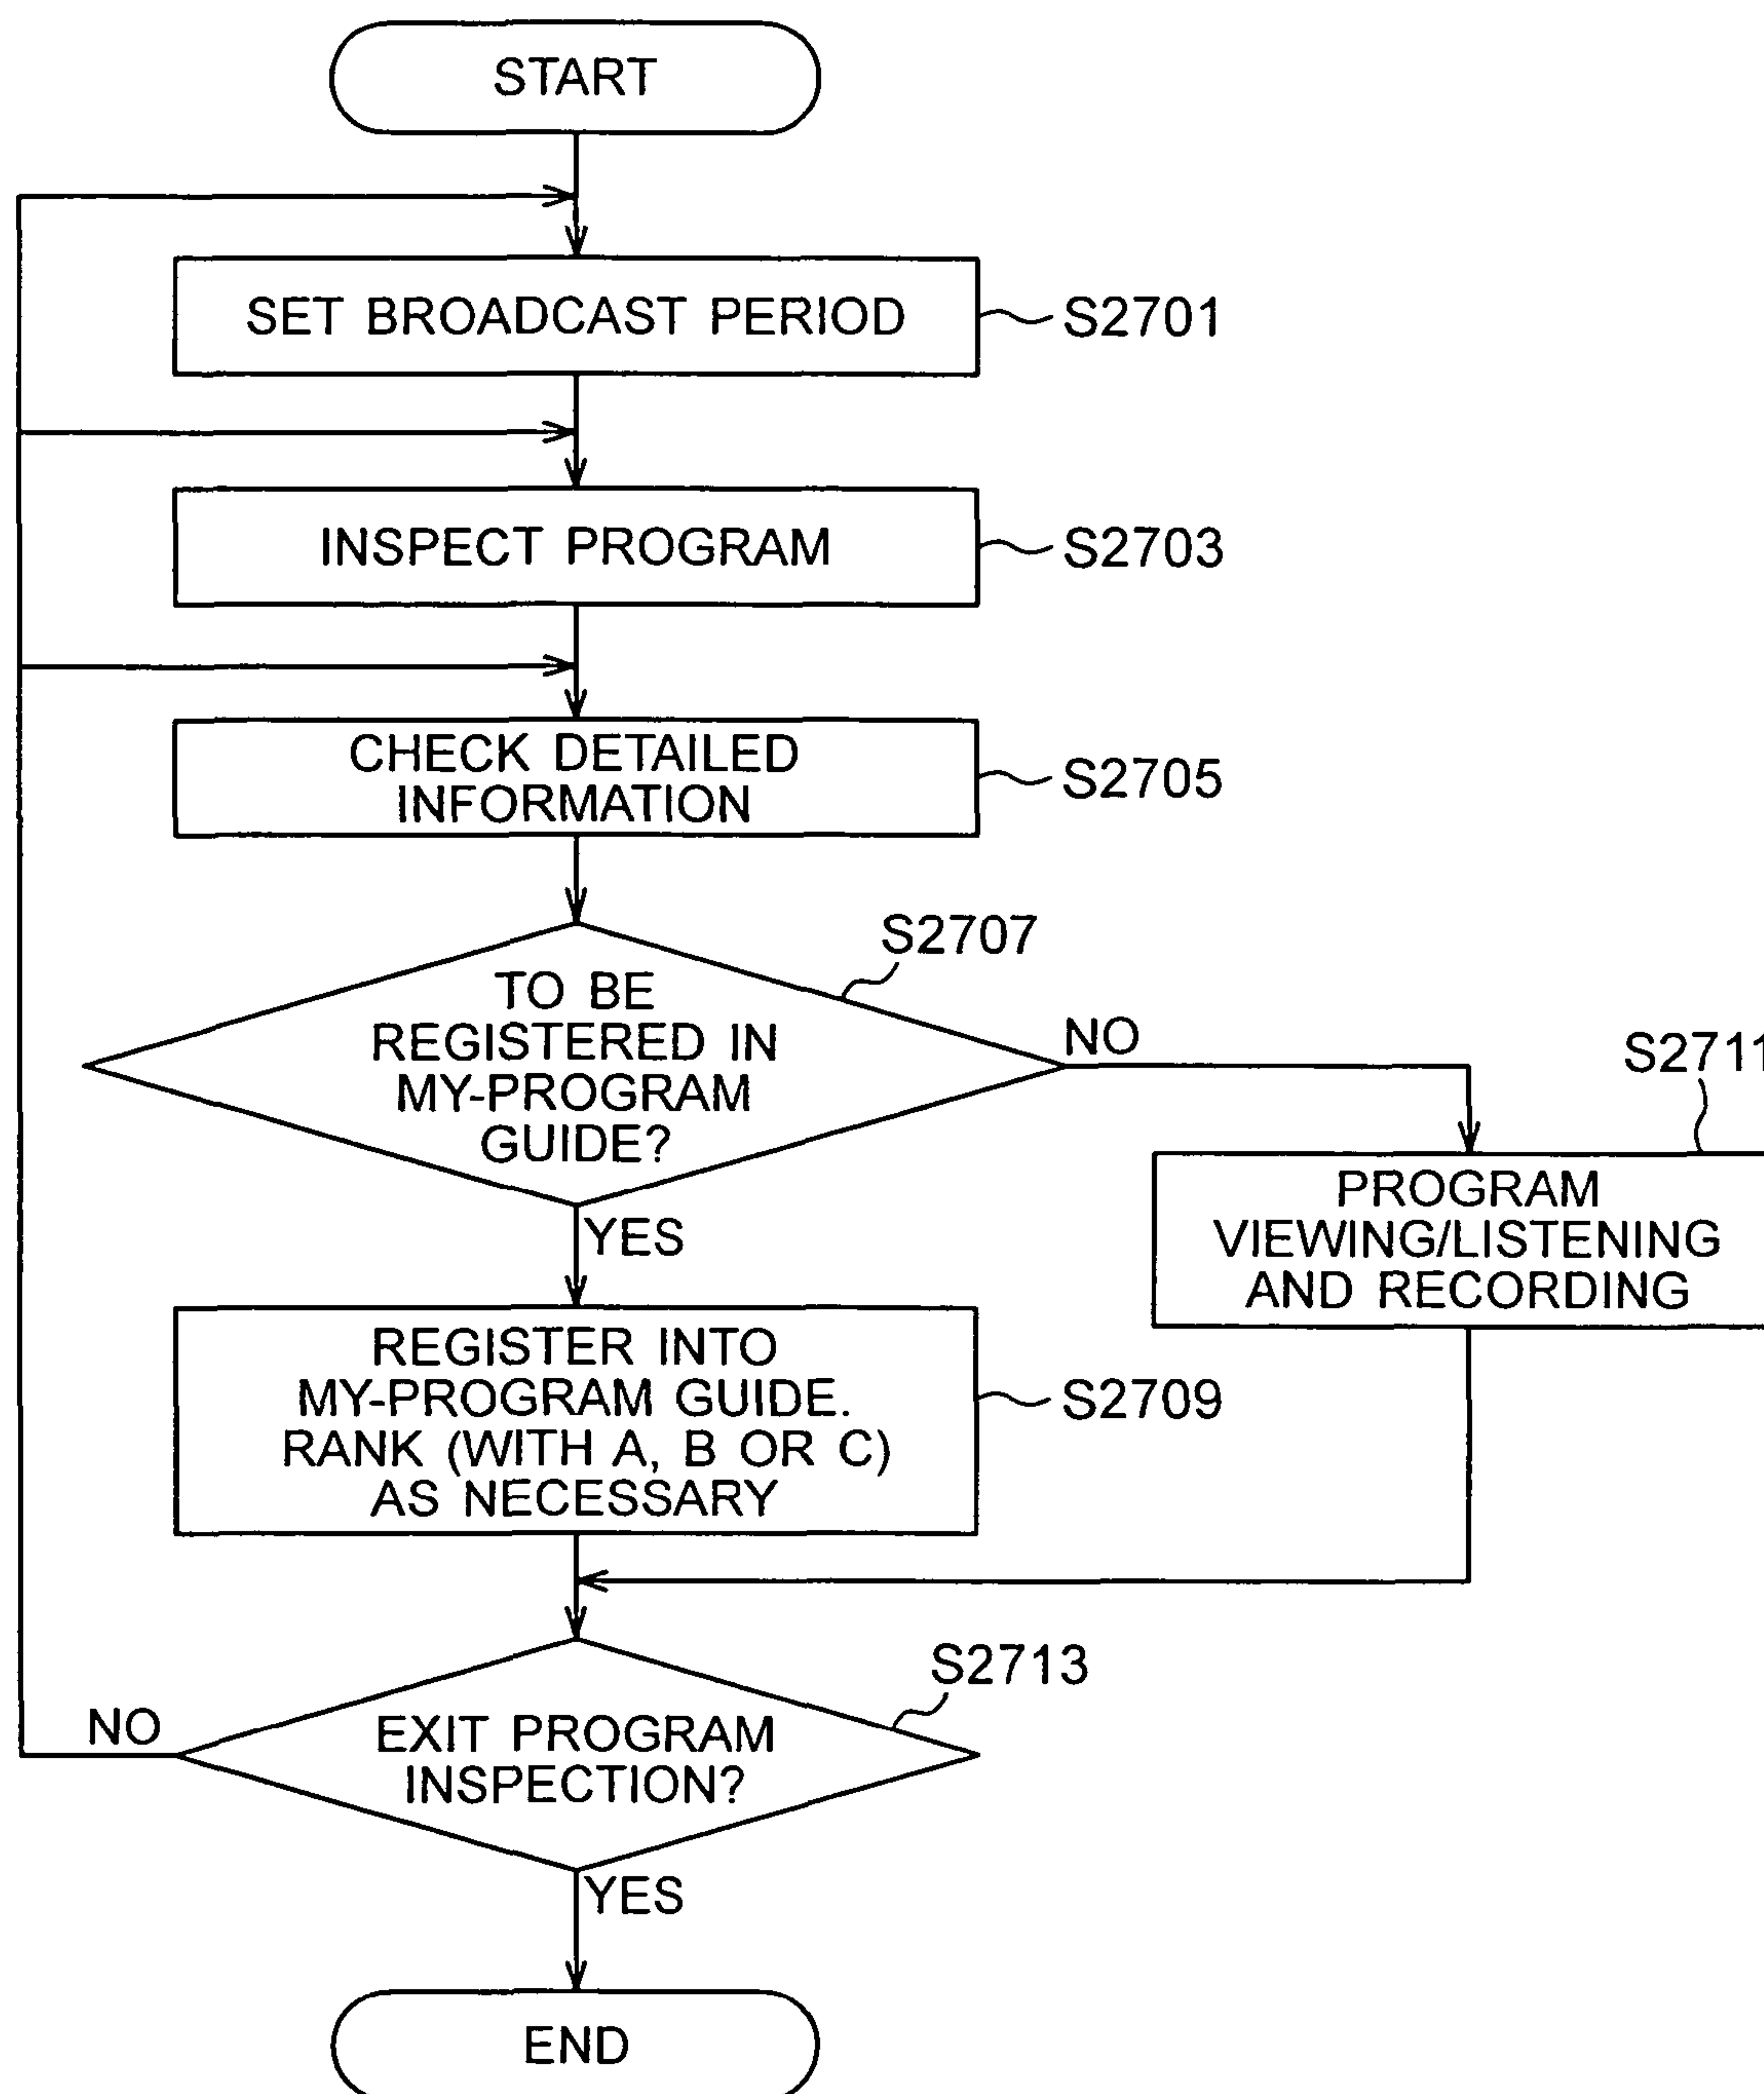 START
SET BROADCAST PERIOD
S2701
INSPECT PROGRAM
S2703
CHECK DETAILED
INFORMATION
S2705
S2707
TO BE
REGISTERED IN
MY-PROGRAM
GUIDE?
NO
S2711
YES
PROGRAM
VIEWING/LISTENING
AND RECORDING
REGISTER INTO
MY-PROGRAM GUIDE.
RANK (WITH A, B OR C)
AS NECESSARY
S2709
S2713
NO
EXIT PROGRAM
INSPECTION?
YES
END